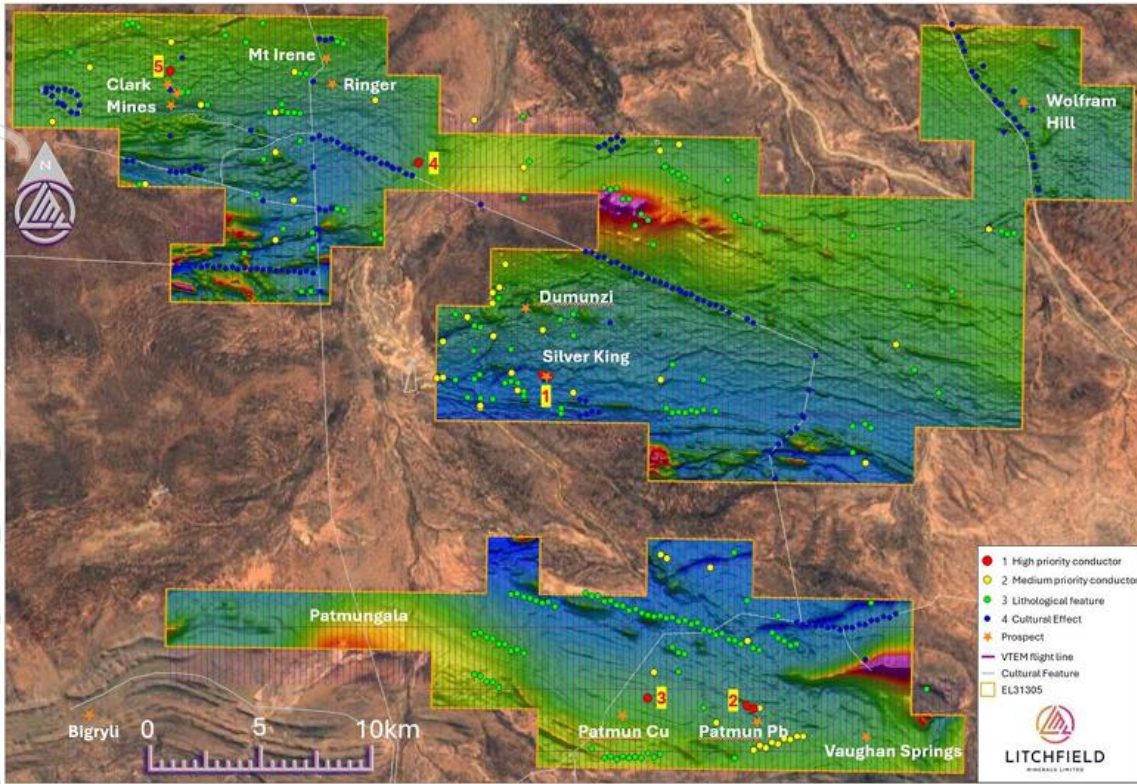 Mt Irene
Wolfram
Hill
5
Clark
Mines
Ringer
N
4
Dumunzi
Silver King
1
Patmungala
3
2
Bigryli
0 5 10km
Patmun Cu
Patmun Pb
Vaughan Springs
1 High priority conductor
2 Medium priority conductor
3 Lithological feature
4 Cultural Effect
Prospect
VTEM flight line
Cultural Feature
EL31305
LITCHFIELD
MINERALS LIMITED